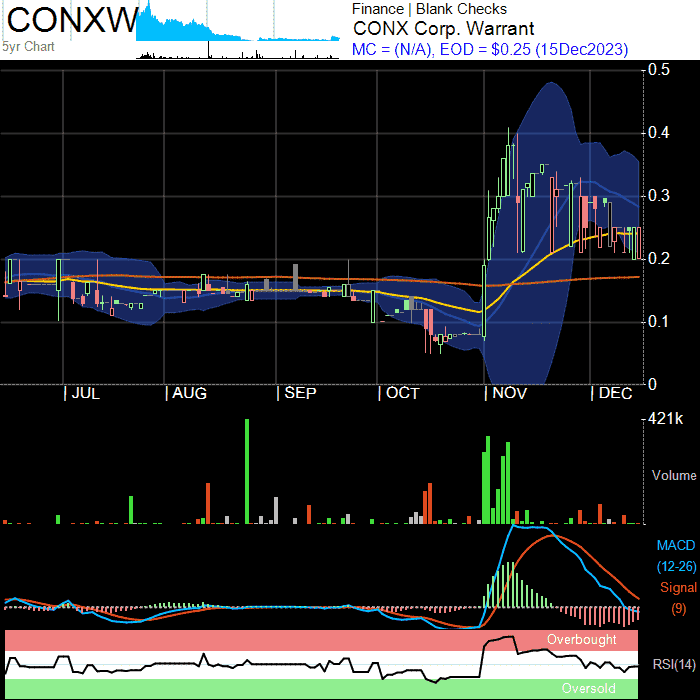 CONXW
5yr Chart
Finance | Blank Checks
CONX Corp. Warrant
MC = (N/A), EOD = $0.25 (15Dec2023)
0.5
0.4
0.3
0.2
0.1
0
| JUL | AUG | SEP | OCT | NOV | DEC
421k
Volume
MACD
(12-26)
Signal
(9)
Overbought
RSI(14)
Oversold